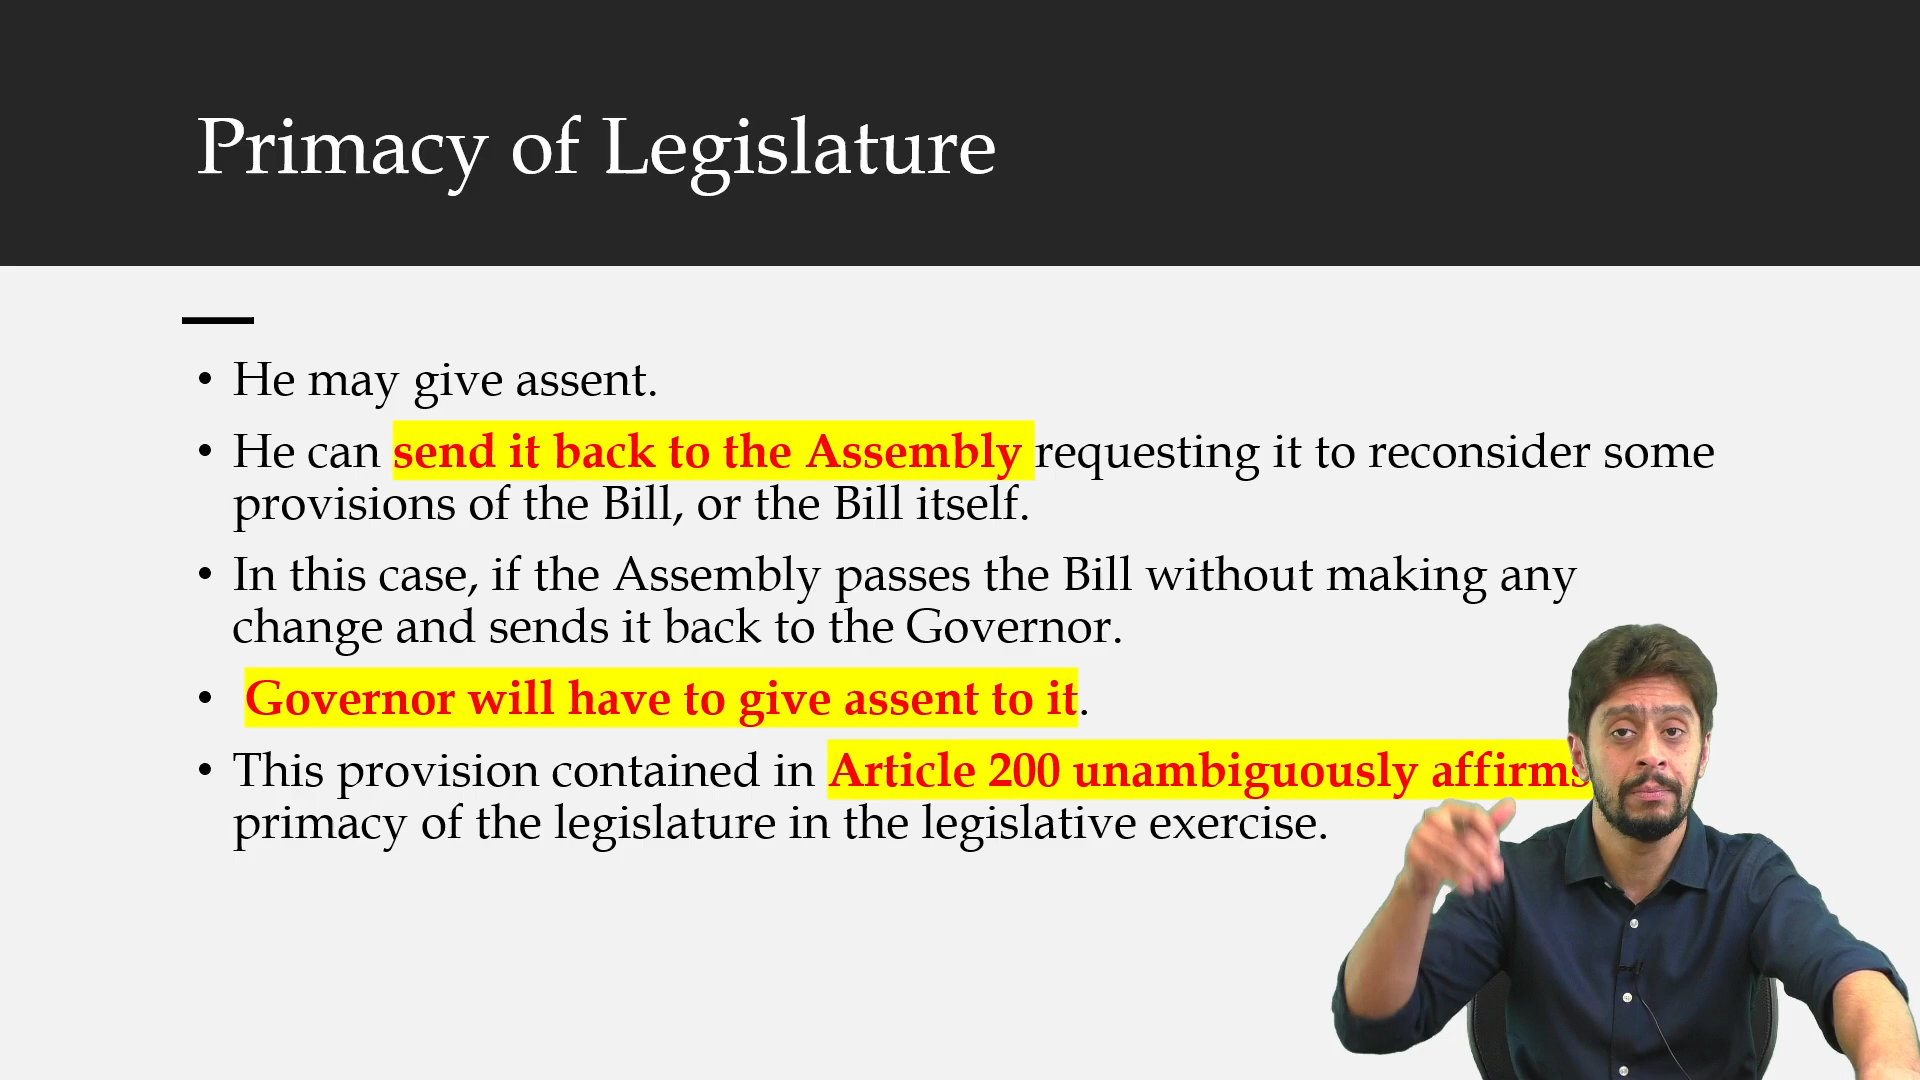 Primacy of Legislature
• He may give assent.
• He can send it back to the Assembly requesting it to reconsider some
provisions of the Bill, or the Bill itself.
• In this case, if the Assembly passes the Bill without making any
change and sends it back to the Governor.
• Governor will have to give assent to it.
• This provision contained in Article 200 unambiguously affirms
primacy of the legislature in the legislative exercise.